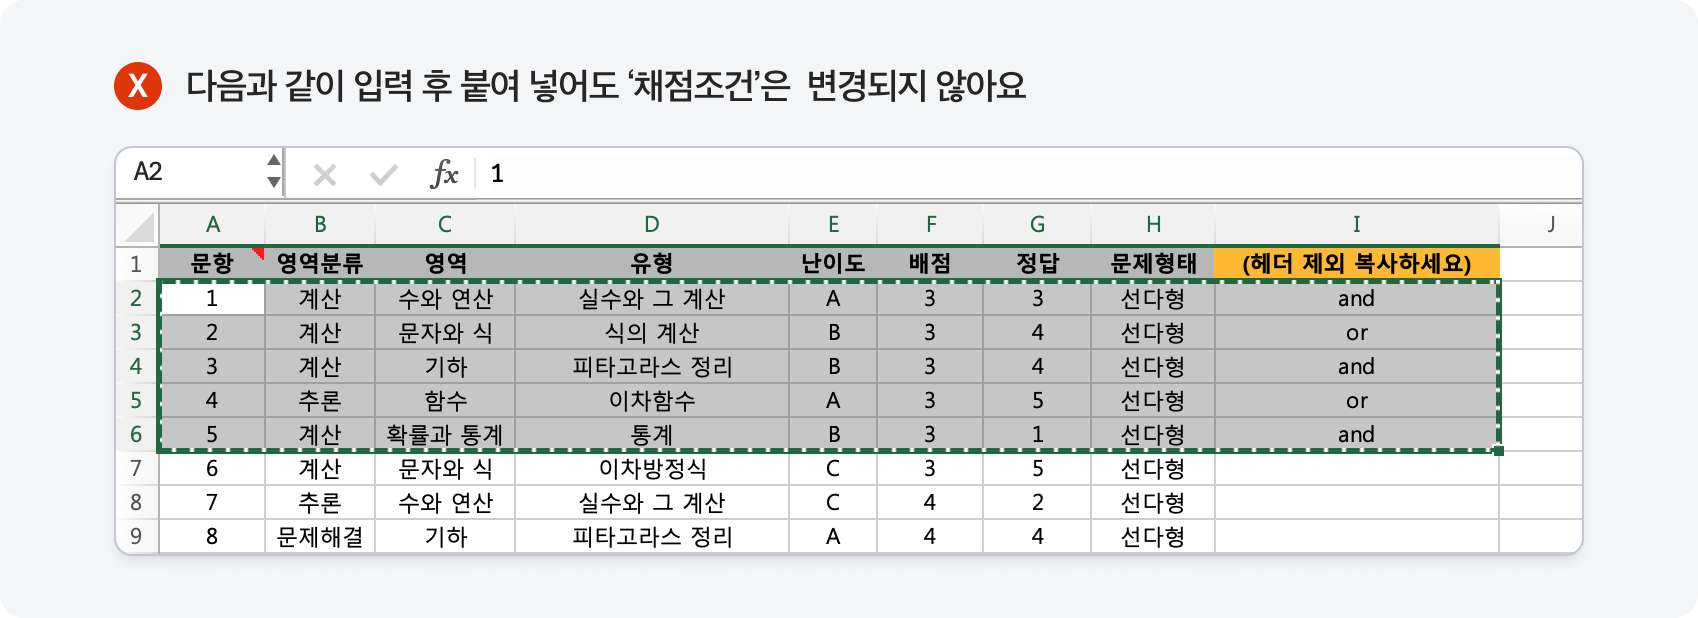 X 다음과 같이 입력 후 붙여 넣어도 ‘채점조건’은 변경되지 않아요
A2 fx 1
A B C D E F G H I J
1 문항 영역분류 영역 유형 난이도 배점 정답 문제형태 (헤더 제외 복사하세요)
2 1 계산 수와 연산 실수와 그 계산 A 3 3 선다형 and
3 2 계산 문자와 식 식의 계산 B 3 4 선다형 or
4 3 계산 기하 피타고라스 정리 B 3 4 선다형 and
5 4 추론 함수 이차함수 A 3 5 선다형 or
6 5 계산 확률과 통계 통계 B 3 1 선다형 and
7 6 계산 문자와 식 이차방정식 C 3 5 선다형
8 7 추론 수와 연산 실수와 그 계산 C 4 2 선다형
9 8 문제해결 기하 피타고라스 정리 A 4 4 선다형